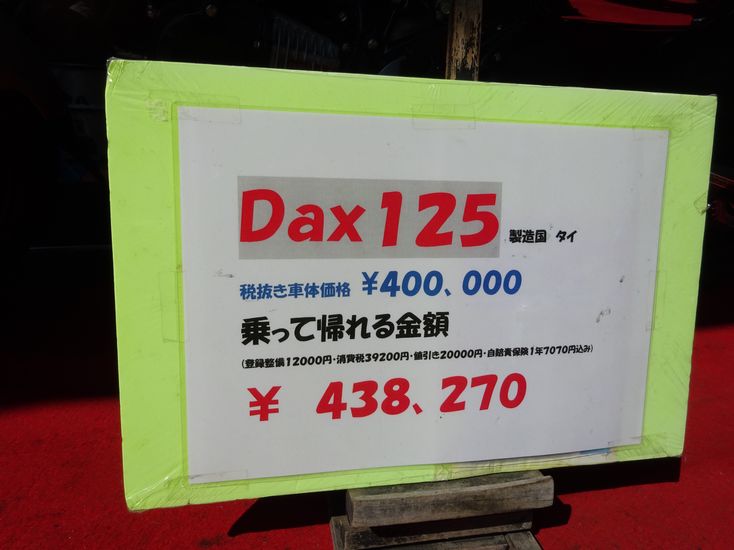 Dax125 製造国 タイ
税抜き車体価格 ¥400、000
乗って帰れる金額
(登録整備12000円・消費税39200円・値引き20000円・自賠責保険1年7070円込み)
¥ 438、270